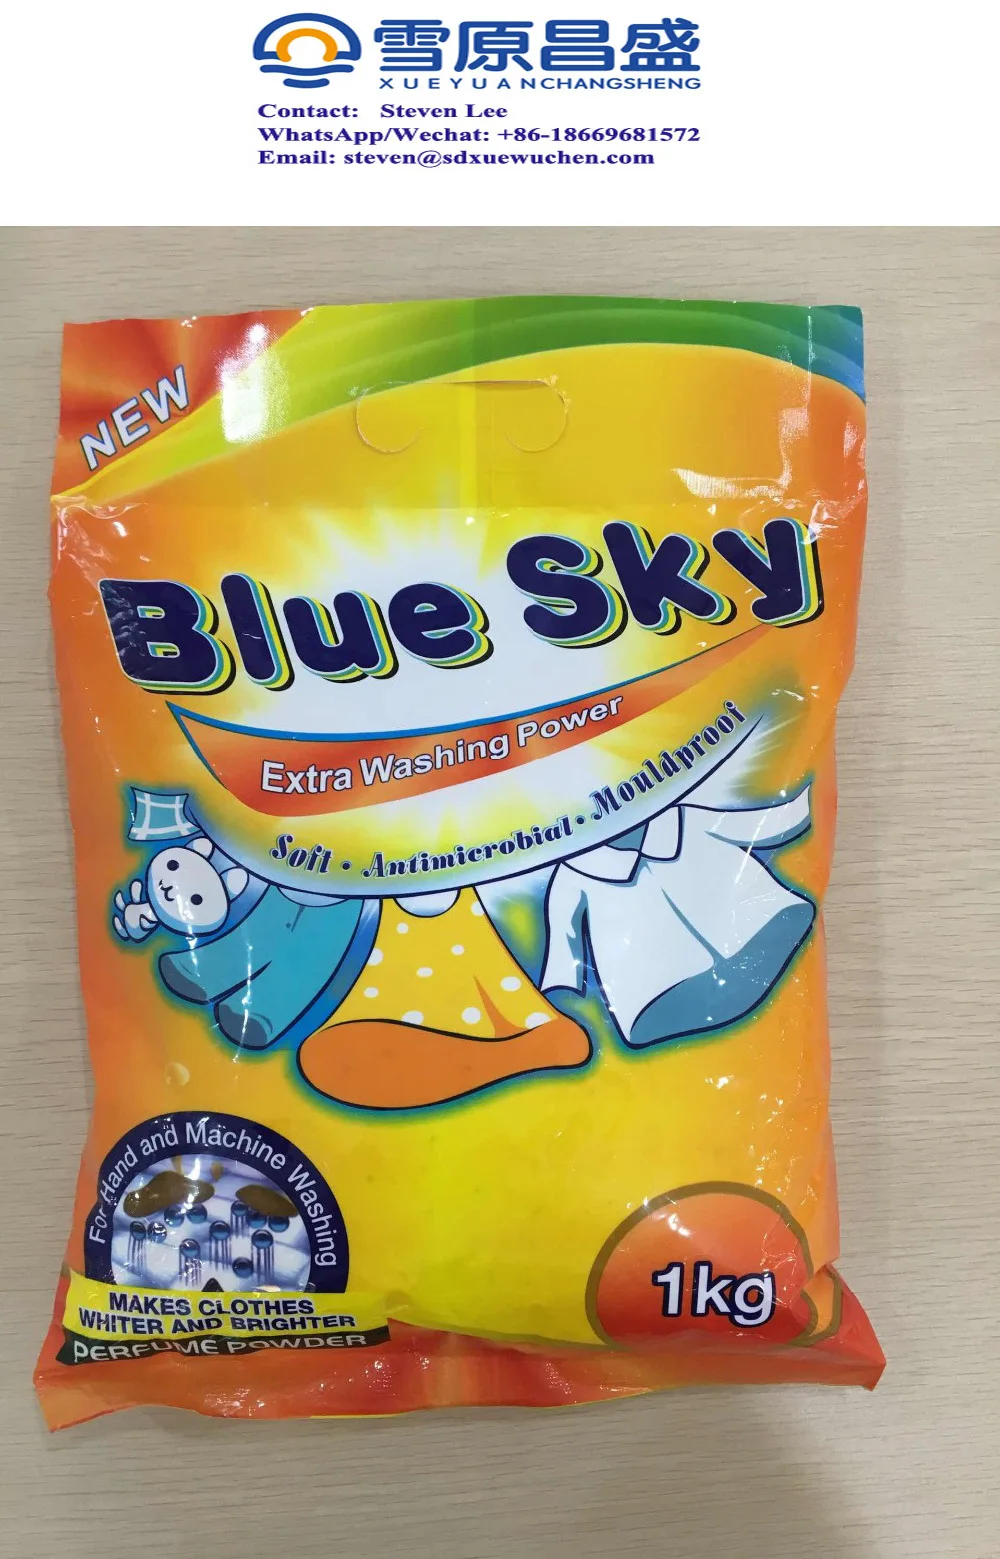 雪原昌盛
XUEYUANCHANGSHENG
Contact: Steven Lee
WhatsApp/Wechat: +86-18669681572
Email: steven@sdxuewuchen.com
NEW
Blue Sky
Extra Washing Power
Soft · Antimicrobial · Mouldproof
For Hand and Machine Washing
MAKES CLOTHES
WHITER AND BRIGHTER
PERFUME POWDER
1kg